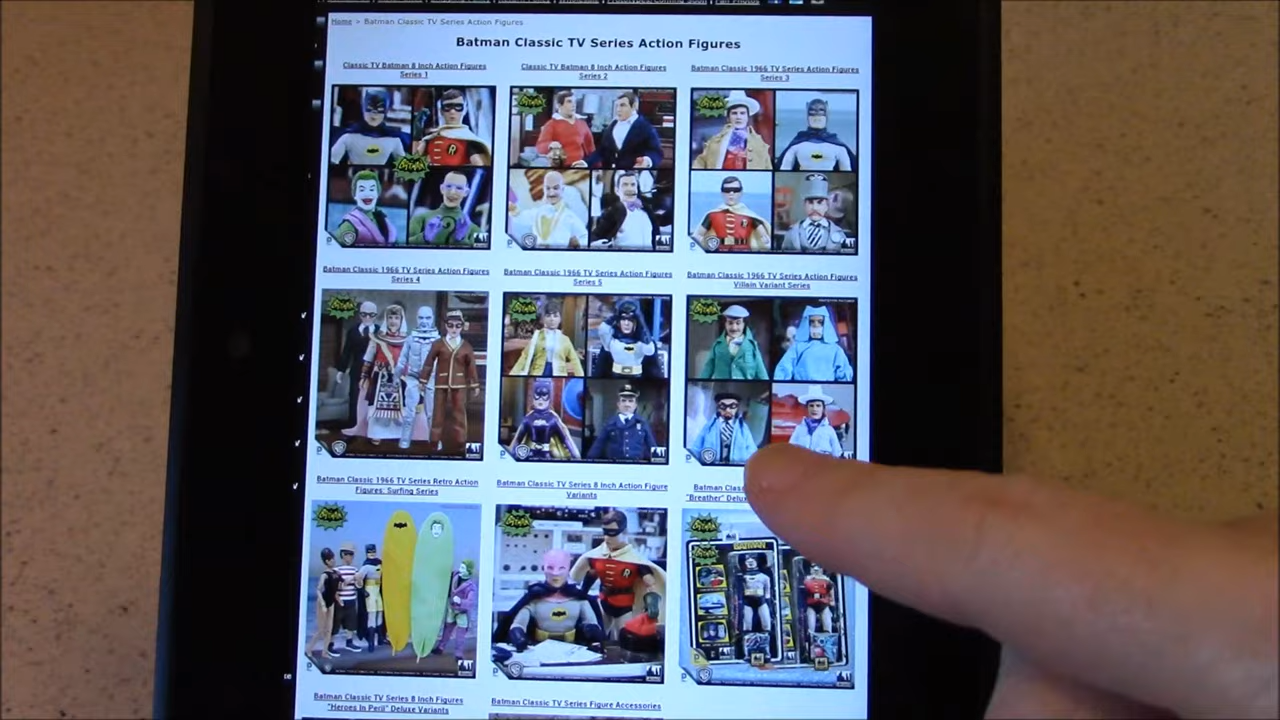 Home > Batman Classic TV Series Action Figures
Batman Classic TV Series Action Figures
Classic TV Batman 8 Inch Action Figures
Series 1
Classic TV Batman 8 Inch Action Figures
Series 2
Batman Classic 1966 TV Series Action Figures
Series 3
Batman Classic 1966 TV Series Action Figures
Series 4
Batman Classic 1966 TV Series Action Figures
Series 5
Batman Classic 1966 TV Series Action Figures
Villain Variant Series
Batman Classic 1966 TV Series Retro Action
Figures: Surfing Series
Batman Classic TV Series 8 Inch Action Figure
Variants
Batman
"Breather"
BATMAN
Batman Classic TV Series 8 Inch Figures
"Heroes In Peril" Deluxe Variants
Batman Classic TV Series Figure Accessories